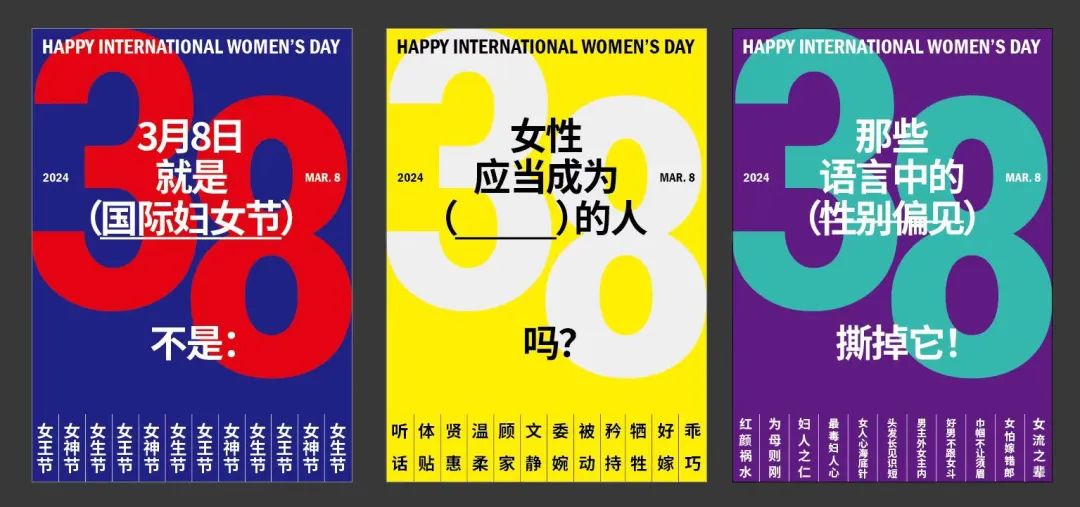 HAPPY INTERNATIONAL WOMEN'S DAY
38
3月8日
就是
(国际妇女节)
2024
MAR. 8
不是：
女王节
女神节
女生节
女王节
女神节
女生节
女王节
女神节
女生节
女王节
女神节
女生节
HAPPY INTERNATIONAL WOMEN'S DAY
38
女性
应当成为
(_____)的人
2024
MAR. 8
吗？
听话
体贴
贤惠
温柔
顾家
文静
委婉
被动
矜持
牺牲
好嫁
乖巧
HAPPY INTERNATIONAL WOMEN'S DAY
38
那些
语言中的
(性别偏见)
2024
MAR. 8
撕掉它！
红颜祸水
为母则刚
妇人之仁
最毒妇人心
女人心海底针
头发长见识短
男主外女主内
好男不跟女斗
巾帼不让须眉
女怕嫁错郎
女流之辈